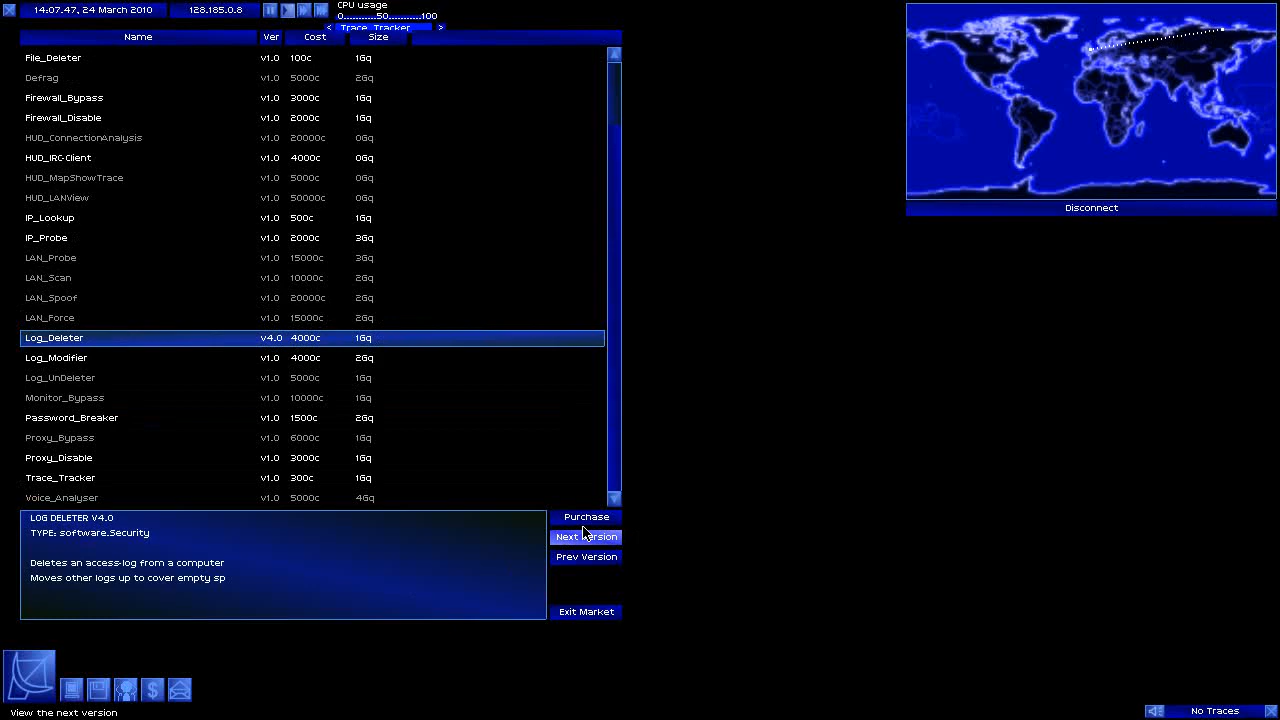 14:07.47, 24 March 2010
128.185.0.8
CPU usage
0.........50.........100
< Trace_Tracker >
Name Ver Cost Size
File_Deleter v1.0 100c 1Gq
Defrag v1.0 5000c 2Gq
Firewall_Bypass v1.0 3000c 1Gq
Firewall_Disable v1.0 2000c 1Gq
HUD_ConnectionAnalysis v1.0 20000c 0Gq
HUD_IRC-Client v1.0 4000c 0Gq
HUD_MapShowTrace v1.0 5000c 0Gq
HUD_LANView v1.0 50000c 0Gq
IP_Lookup v1.0 500c 1Gq
IP_Probe v1.0 2000c 3Gq
LAN_Probe v1.0 15000c 3Gq
LAN_Scan v1.0 10000c 2Gq
LAN_Spoof v1.0 20000c 2Gq
LAN_Force v1.0 15000c 2Gq
Log_Deleter v4.0 4000c 1Gq
Log_Modifier v1.0 4000c 2Gq
Log_UnDeleter v1.0 5000c 1Gq
Monitor_Bypass v1.0 10000c 1Gq
Password_Breaker v1.0 1500c 2Gq
Proxy_Bypass v1.0 6000c 1Gq
Proxy_Disable v1.0 3000c 1Gq
Trace_Tracker v1.0 300c 1Gq
Voice_Analyser v1.0 5000c 4Gq
LOG DELETER V4.0
TYPE: software.Security
Deletes an access-log from a computer
Moves other logs up to cover empty sp
Purchase
Next Version
Prev Version
Exit Market
Disconnect
$
View the next version
No Traces